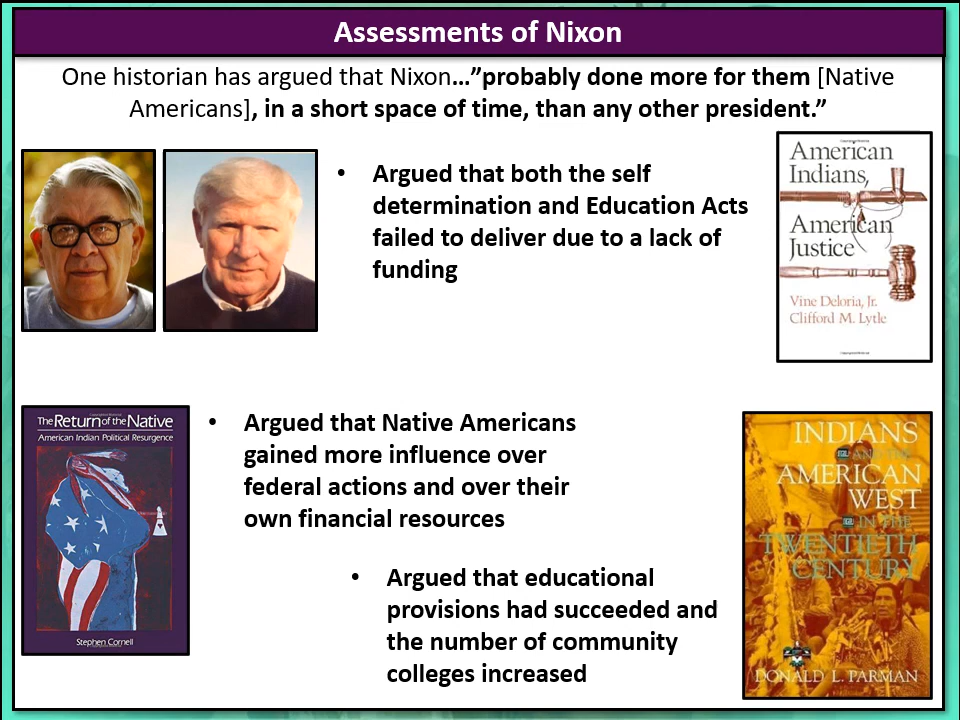 Assessments of Nixon
One historian has argued that Nixon…”probably done more for them [Native
Americans], in a short space of time, than any other president.”
• Argued that both the self
determination and Education Acts
failed to deliver due to a lack of
funding
American
Indians,
American
Justice
Vine Deloria, Jr.
Clifford M. Lytle
The Return of the Native
American Indian Political Resurgence
Stephen Cornell
• Argued that Native Americans
gained more influence over
federal actions and over their
own financial resources
• Argued that educational
provisions had succeeded and
the number of community
colleges increased
INDIANS
AND THE
AMERICAN
WEST
IN THE
TWENTIETH
CENTURY
DONALD L. PARMAN